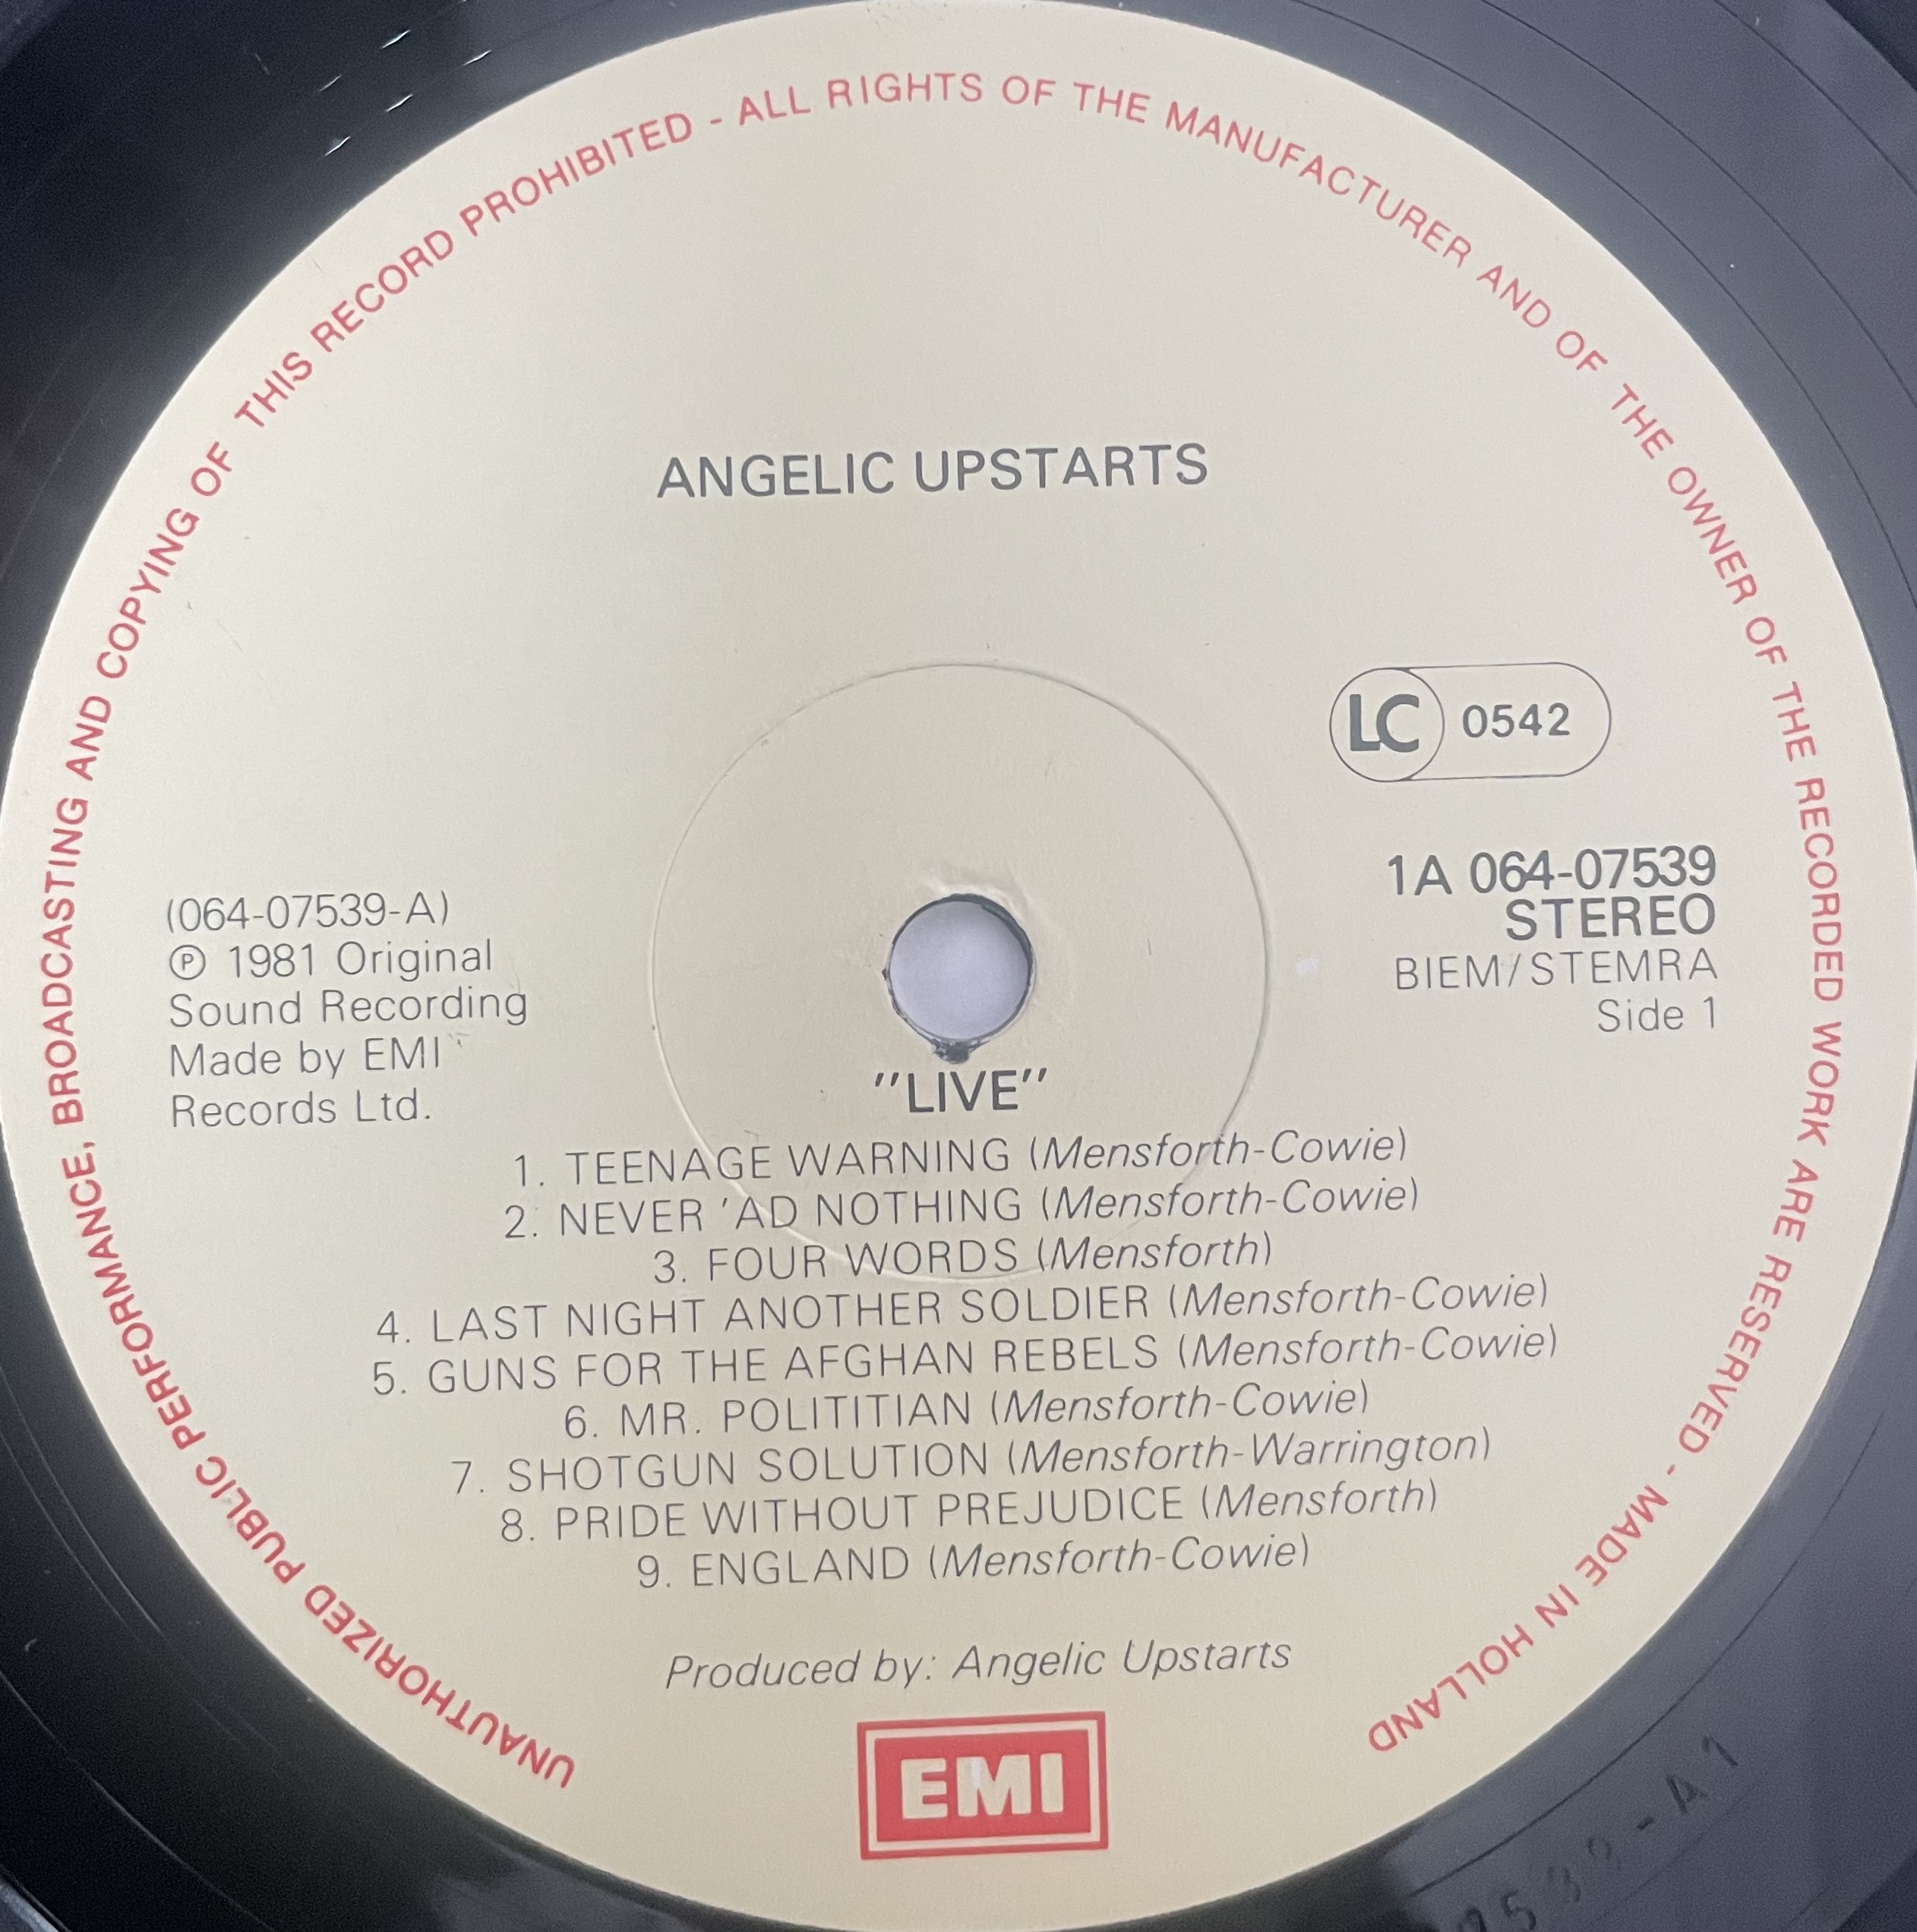 UNAUTHORIZED PUBLIC PERFORMANCE, BROADCASTING AND COPYING OF THIS RECORD PROHIBITED - ALL RIGHTS OF THE MANUFACTURER AND OF THE OWNER OF THE RECORDED WORK ARE RESERVED - MADE IN HOLLAND
ANGELIC UPSTARTS
LC 0542
(064-07539-A)
℗ 1981 Original
Sound Recording
Made by EMI
Records Ltd.
1A 064-07539
STEREO
BIEM/STEMRA
Side 1
"LIVE"
1. TEENAGE WARNING (Mensforth-Cowie)
2. NEVER 'AD NOTHING (Mensforth-Cowie)
3. FOUR WORDS (Mensforth)
4. LAST NIGHT ANOTHER SOLDIER (Mensforth-Cowie)
5. GUNS FOR THE AFGHAN REBELS (Mensforth-Cowie)
6. MR. POLITITIAN (Mensforth-Cowie)
7. SHOTGUN SOLUTION (Mensforth-Warrington)
8. PRIDE WITHOUT PREJUDICE (Mensforth)
9. ENGLAND (Mensforth-Cowie)
Produced by: Angelic Upstarts
EMI